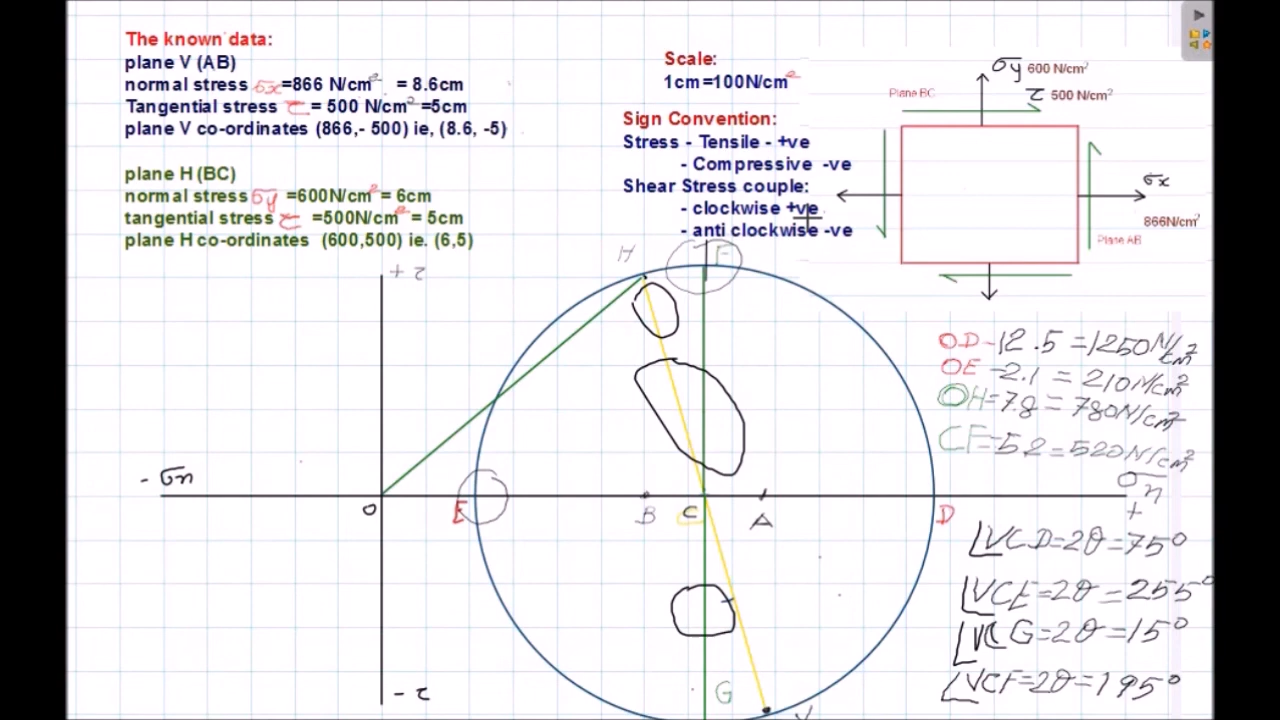 The known data:
plane V (AB)
normal stress σx=866 N/cm² = 8.6cm
Tangential stress τ = 500 N/cm² =5cm
plane V co-ordinates (866,- 500) ie, (8.6, -5)
plane H (BC)
normal stress σy =600N/cm² = 6cm
tangential stress τ =500N/cm² = 5cm
plane H co-ordinates (600,500) ie. (6,5)
Scale:
1cm=100N/cm²
Sign Convention:
Stress - Tensile - +ve
- Compressive -ve
Shear Stress couple:
- clockwise +ve
- anti clockwise -ve
σy 600 N/cm²
Plane BC
τ 500 N/cm²
σx
866N/cm²
Plane AB
H
F
+ τ
OD-12.5 =1250N/cm²
OE-2.1 = 210N/cm²
OH=7.8 = 780N/cm²
CF=5.2 = 520N/cm²
- σn
σn
+
O
E
B
C
A
D
∠VCD=2θ=75°
∠VCE=2θ=255°
∠VCG=2θ=15°
∠VCF=2θ=195°
- τ
G
V